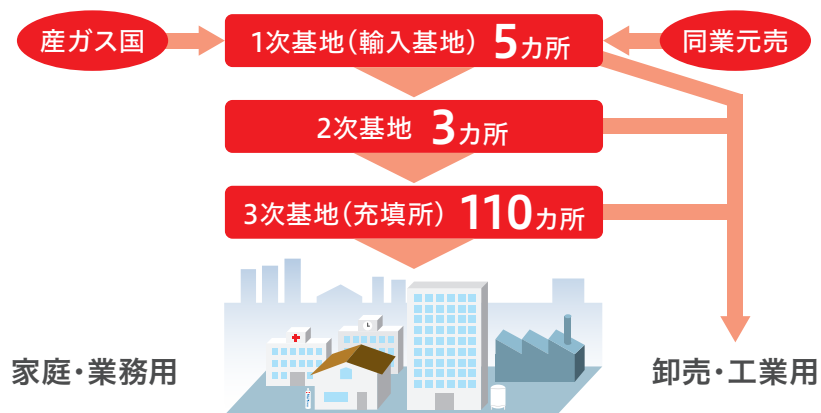 産ガス国
1次基地(輸入基地) 5カ所
同業元売
2次基地 3カ所
3次基地(充填所) 110カ所
家庭・業務用
卸売・工業用